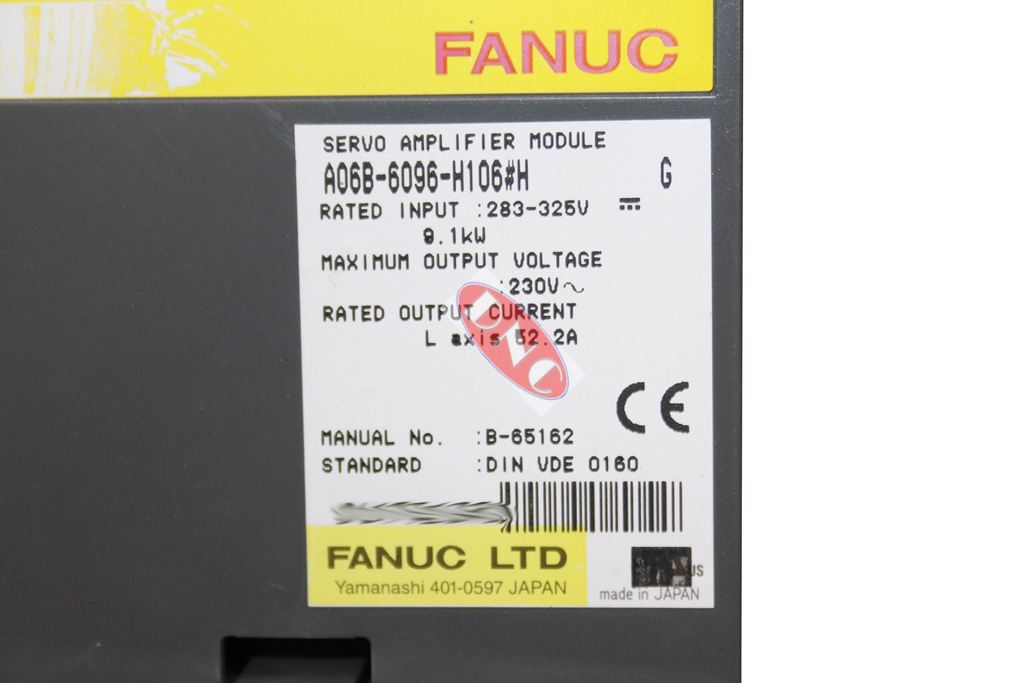 FANUC
SERVO AMPLIFIER MODULE
A06B-6096-H106#H G
RATED INPUT :283-325V ⎓
9.1kW
MAXIMUM OUTPUT VOLTAGE
:230V～
RATED OUTPUT CURRENT
L axis 52.2A
DNC
CE
MANUAL No. :B-65162
STANDARD :DIN VDE 0160
FANUC LTD
Yamanashi 401-0597 JAPAN
US
made in JAPAN